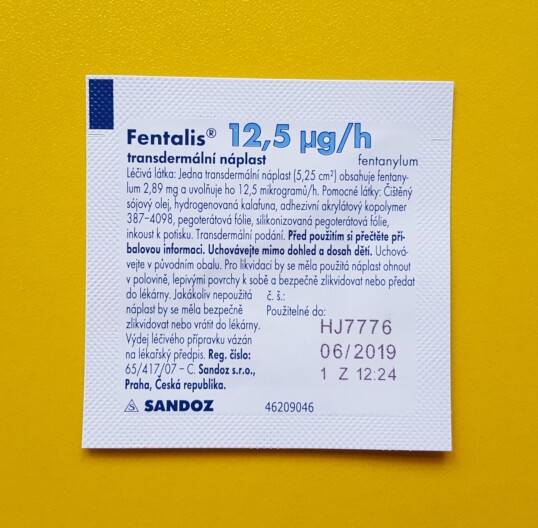 Fentalis® 12,5 µg/h
transdermální náplast fentanylum
Léčivá látka: Jedna transdermální náplast (5,25 cm²) obsahuje fentany-
lum 2,89 mg a uvolňuje ho 12,5 mikrogramů/h. Pomocné látky: Čištěný
sójový olej, hydrogenovaná kalafuna, adhezivní akrylátový kopolymer
387-4098, pegoterátová fólie, silikonizovaná pegoterátová fólie,
inkoust k potisku. Transdermální podání. Před použitím si přečtěte pří-
balovou informaci. Uchovávejte mimo dohled a dosah dětí. Uchová-
vejte v původním obalu. Pro likvidaci by se měla použitá náplast ohnout
v polovině, lepivými povrchy k sobě a bezpečně zlikvidovat nebo předat
do lékárny. Jakákoliv nepoužitá
náplast by se měla bezpečně
zlikvidovat nebo vrátit do lékárny.
Výdej léčivého přípravku vázán
na lékařský předpis. Reg. číslo:
65/417/07 – C. Sandoz s.r.o.,
Praha, Česká republika.
č. š.:
Použitelné do:
HJ7776
06/2019
1 Z 12:24
SANDOZ 46209046